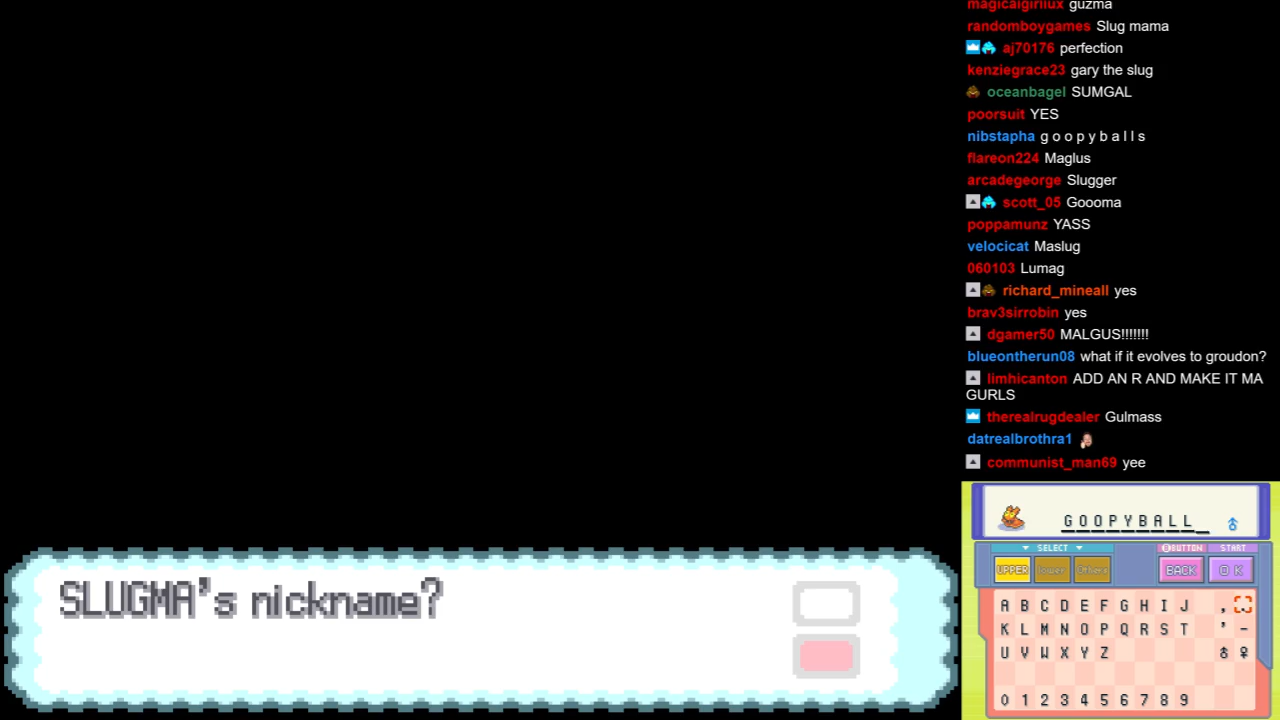 magicalgirllux guzma
randomboygames Slug mama
aj70176 perfection
kenziegrace23 gary the slug
oceanbagel SUMGAL
poorsuit YES
nibstapha g o o p y b a l l s
flareon224 Maglus
arcadegeorge Slugger
scott_05 Goooma
poppamunz YASS
velocicat Maslug
060103 Lumag
richard_mineall yes
brav3sirrobin yes
dgamer50 MALGUS!!!!!!!
blueontherun08 what if it evolves to groudon?
limhicanton ADD AN R AND MAKE IT MA
GURLS
therealrugdealer Gulmass
datrealbrothra1
communist_man69 yee
GOOPYBALL_ ♂
SELECT BUTTON START
UPPER lower Others BACK OK
A B C D E F G H I J , .
K L M N O P Q R S T ' -
U V W X Y Z ♂ ♀
0 1 2 3 4 5 6 7 8 9
SLUGMA's nickname?